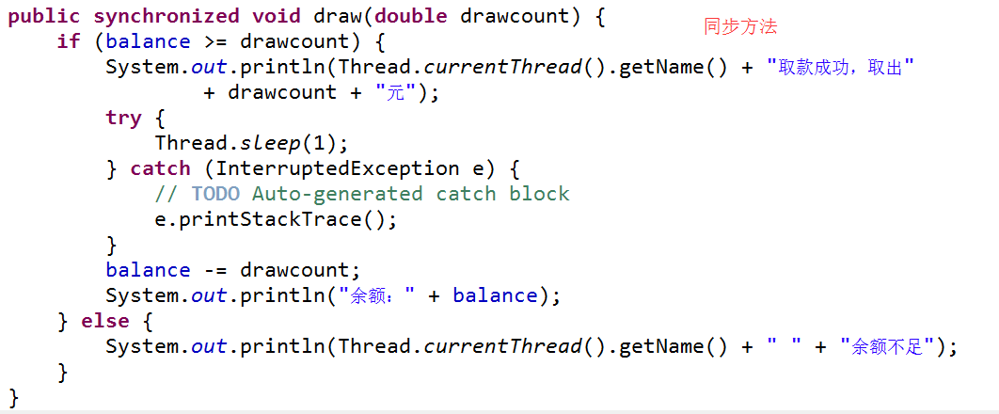 public synchronized void draw(double drawcount) {
同步方法
if (balance >= drawcount) {
System.out.println(Thread.currentThread().getName() + "取款成功，取出"
+ drawcount + "元");
try {
Thread.sleep(1);
} catch (InterruptedException e) {
// TODO Auto-generated catch block
e.printStackTrace();
}
balance -= drawcount;
System.out.println("余额：" + balance);
} else {
System.out.println(Thread.currentThread().getName() + " " + "余额不足");
}
}